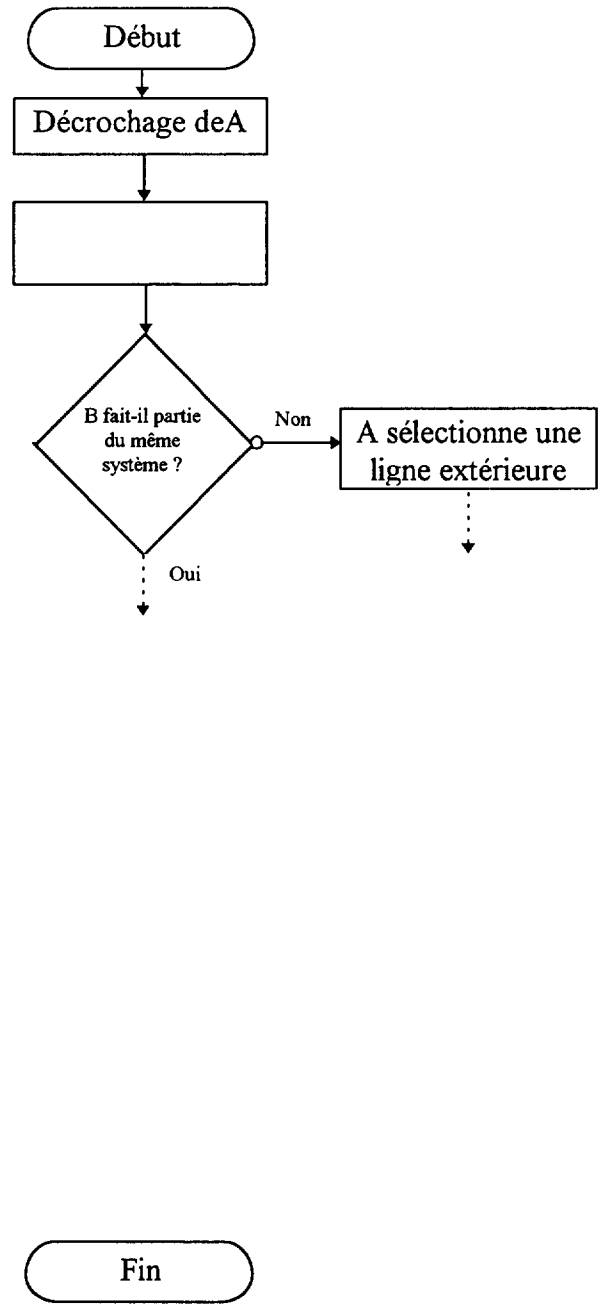 Début
Décrochage deA
B fait-il partie
du même
système ?
Non
A sélectionne une
ligne extérieure
Oui
Fin